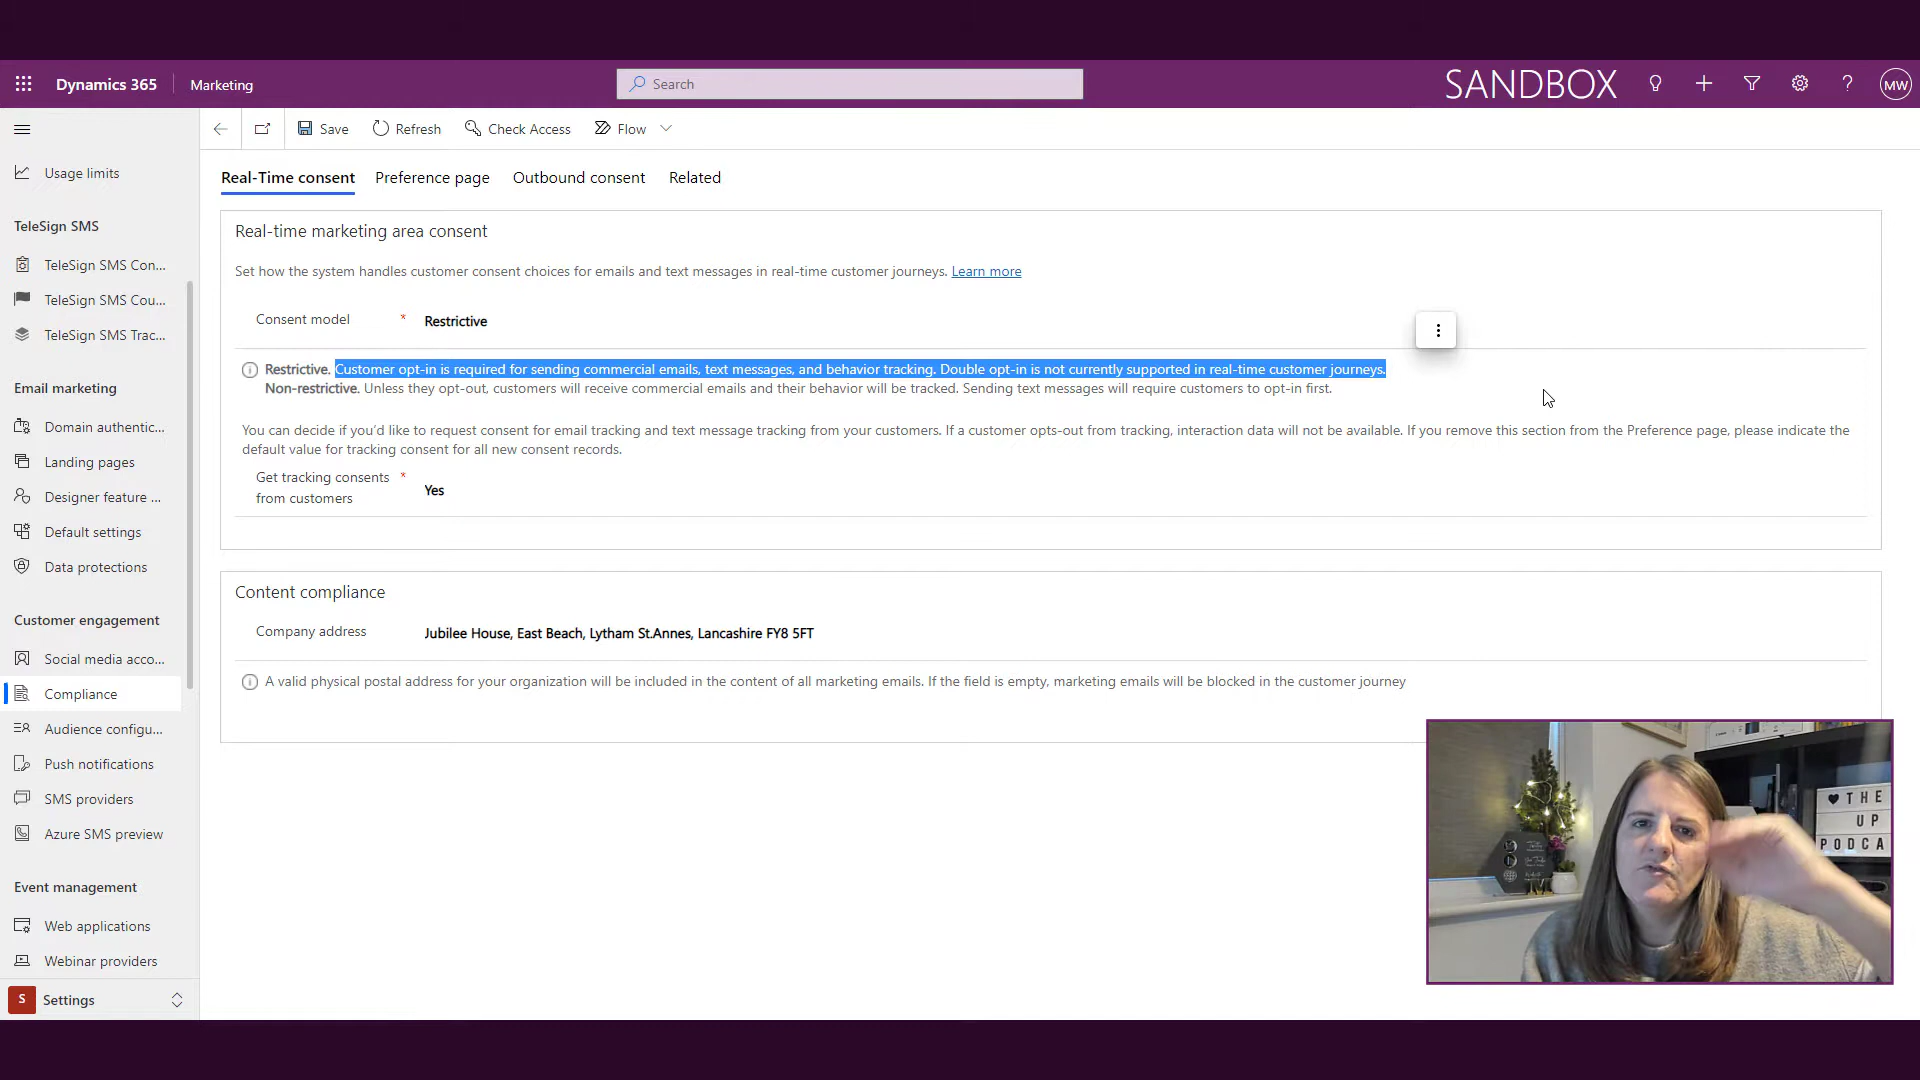 Dynamics 365
Marketing
Search
SANDBOX
MW
Save
Refresh
Check Access
Flow
Usage limits
TeleSign SMS
TeleSign SMS Con...
TeleSign SMS Cou...
TeleSign SMS Trac...
Email marketing
Domain authentic...
Landing pages
Designer feature ...
Default settings
Data protections
Customer engagement
Social media acco...
Compliance
Audience configu...
Push notifications
SMS providers
Azure SMS preview
Event management
Web applications
Webinar providers
S Settings
Real-Time consent
Preference page
Outbound consent
Related
Real-time marketing area consent
Set how the system handles customer consent choices for emails and text messages in real-time customer journeys. Learn more
Consent model * Restrictive
Restrictive. Customer opt-in is required for sending commercial emails, text messages, and behavior tracking. Double opt-in is not currently supported in real-time customer journeys.
Non-restrictive. Unless they opt-out, customers will receive commercial emails and their behavior will be tracked. Sending text messages will require customers to opt-in first.
You can decide if you'd like to request consent for email tracking and text message tracking from your customers. If a customer opts-out from tracking, interaction data will not be available. If you remove this section from the Preference page, please indicate the
default value for tracking consent for all new consent records.
Get tracking consents *
from customers
Yes
Content compliance
Company address Jubilee House, East Beach, Lytham St.Annes, Lancashire FY8 5FT
A valid physical postal address for your organization will be included in the content of all marketing emails. If the field is empty, marketing emails will be blocked in the customer journey
THE
UP
PODCA